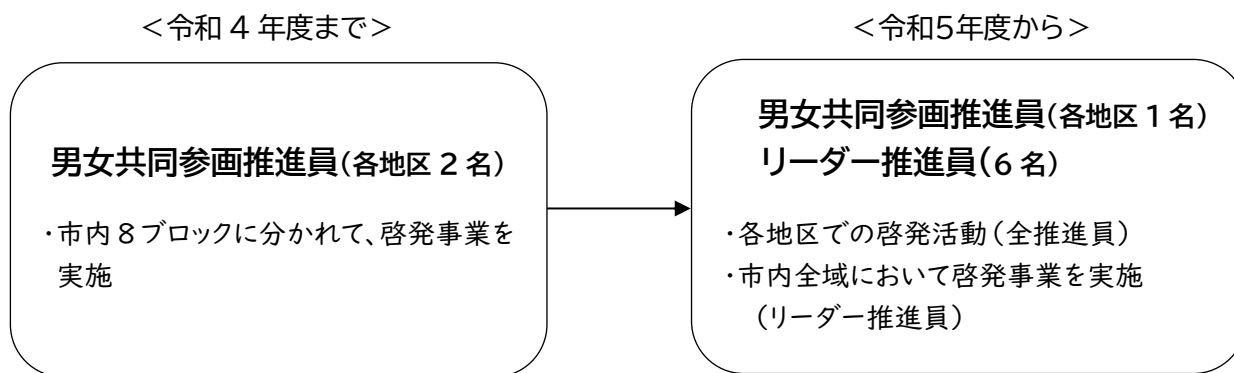 ＜令和４年度まで＞
男女共同参画推進員(各地区２名)
・市内８ブロックに分かれて、啓発事業を
実施
＜令和5年度から＞
男女共同参画推進員(各地区１名)
リーダー推進員(6名)
・各地区での啓発活動（全推進員）
・市内全域において啓発事業を実施
（リーダー推進員）